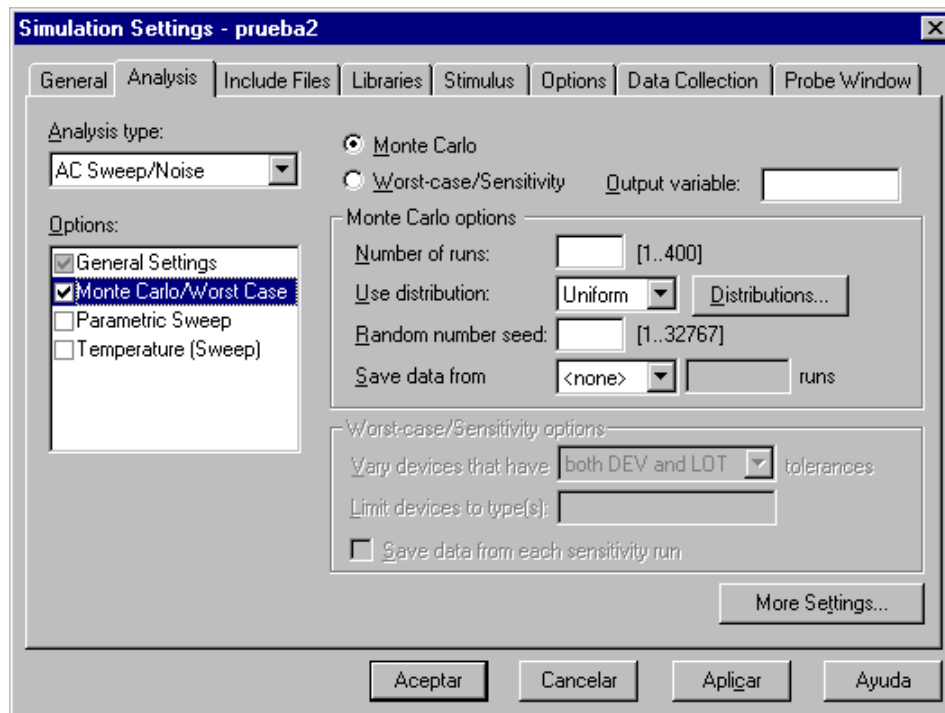 Simulation Settings - prueba2
General Analysis Include Files Libraries Stimulus Options Data Collection Probe Window
Analysis type:
AC Sweep/Noise
Options:
General Settings
Monte Carlo/Worst Case
Parametric Sweep
Temperature (Sweep)
Monte Carlo
Worst-case/Sensitivity Output variable:
Monte Carlo options
Number of runs: [1..400]
Use distribution: Uniform Distributions...
Random number seed: [1..32767]
Save data from <none> runs
Worst-case/Sensitivity options
Vary devices that have both DEV and LOT tolerances
Limit devices to type(s):
Save data from each sensitivity run
More Settings...
Aceptar Cancelar Aplicar Ayuda